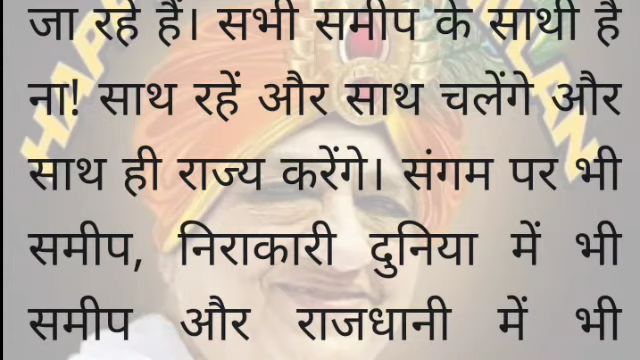 जा रहे हैं। सभी समीप के साथी है
ना! साथ रहें और साथ चलेंगे और
साथ ही राज्य करेंगे। संगम पर भी
समीप, निराकारी दुनिया में भी
समीप और राजधानी में भी